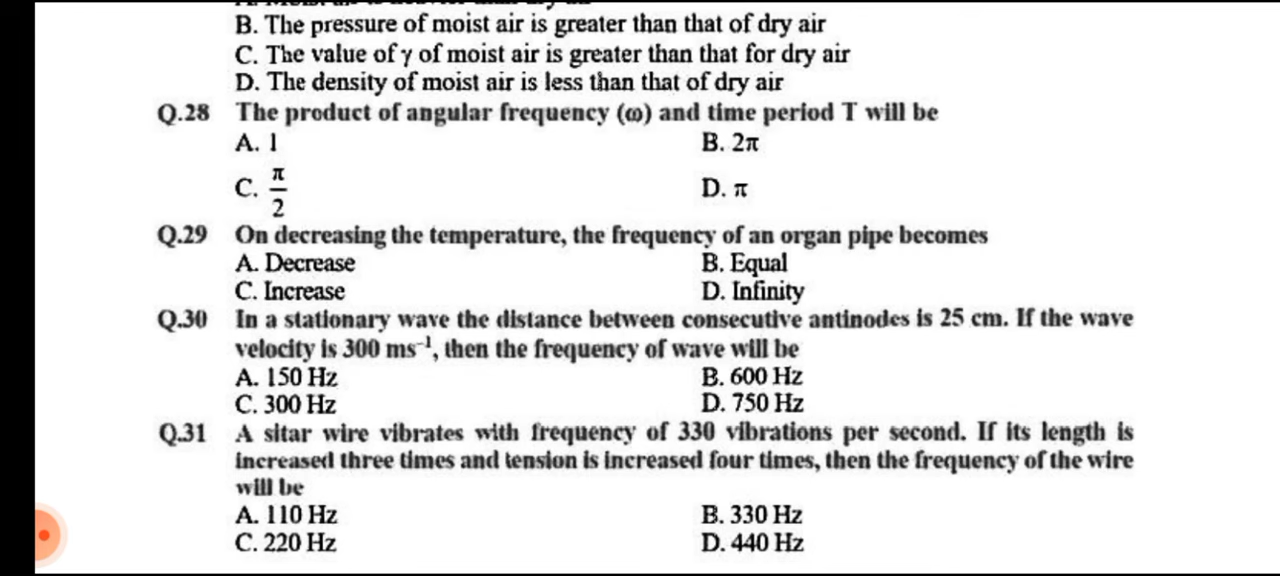 B. The pressure of moist air is greater than that of dry air
C. The value of γ of moist air is greater than that for dry air
D. The density of moist air is less than that of dry air
Q.28 The product of angular frequency (ω) and time period T will be
A. 1 B. 2π
C. π/2 D. π
Q.29 On decreasing the temperature, the frequency of an organ pipe becomes
A. Decrease B. Equal
C. Increase D. Infinity
Q.30 In a stationary wave the distance between consecutive antinodes is 25 cm. If the wave
velocity is 300 ms⁻¹, then the frequency of wave will be
A. 150 Hz B. 600 Hz
C. 300 Hz D. 750 Hz
Q.31 A sitar wire vibrates with frequency of 330 vibrations per second. If its length is
increased three times and tension is increased four times, then the frequency of the wire
will be
A. 110 Hz B. 330 Hz
C. 220 Hz D. 440 Hz